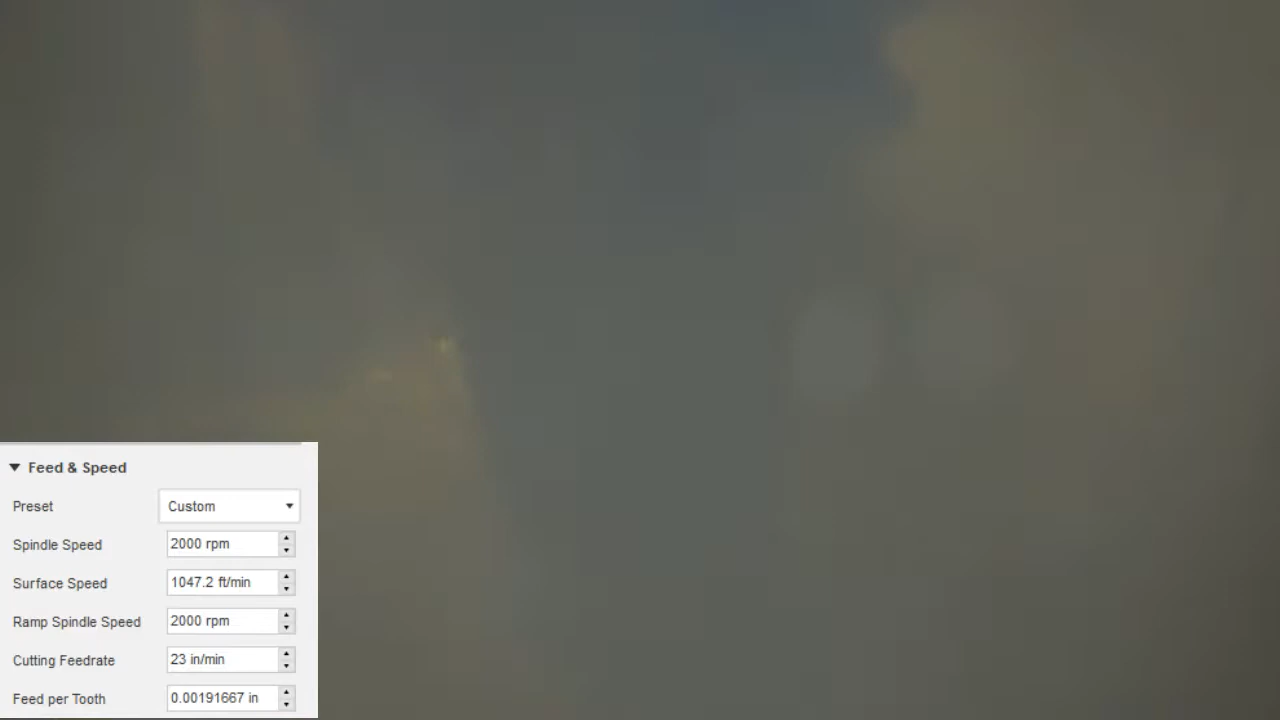 Feed & Speed
Preset Custom
Spindle Speed 2000 rpm
Surface Speed 1047.2 ft/min
Ramp Spindle Speed 2000 rpm
Cutting Feedrate 23 in/min
Feed per Tooth 0.00191667 in